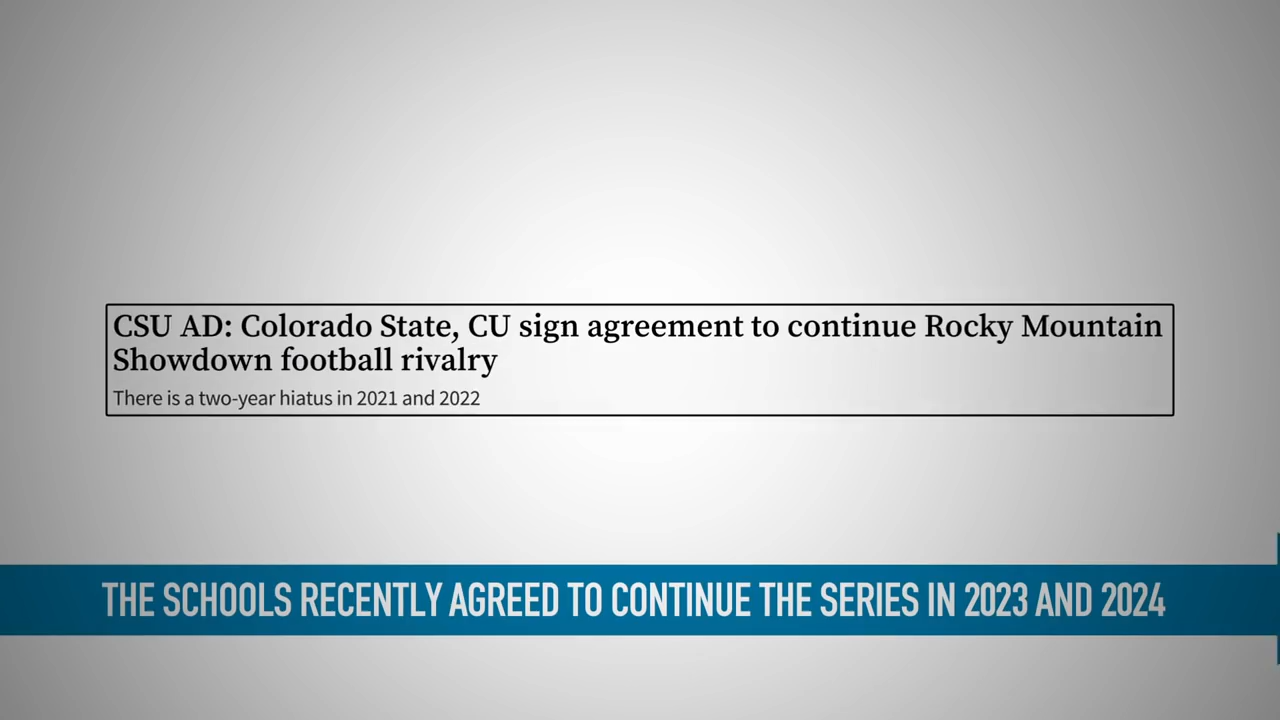 CSU AD: Colorado State, CU sign agreement to continue Rocky Mountain
Showdown football rivalry
There is a two-year hiatus in 2021 and 2022
THE SCHOOLS RECENTLY AGREED TO CONTINUE THE SERIES IN 2023 AND 2024